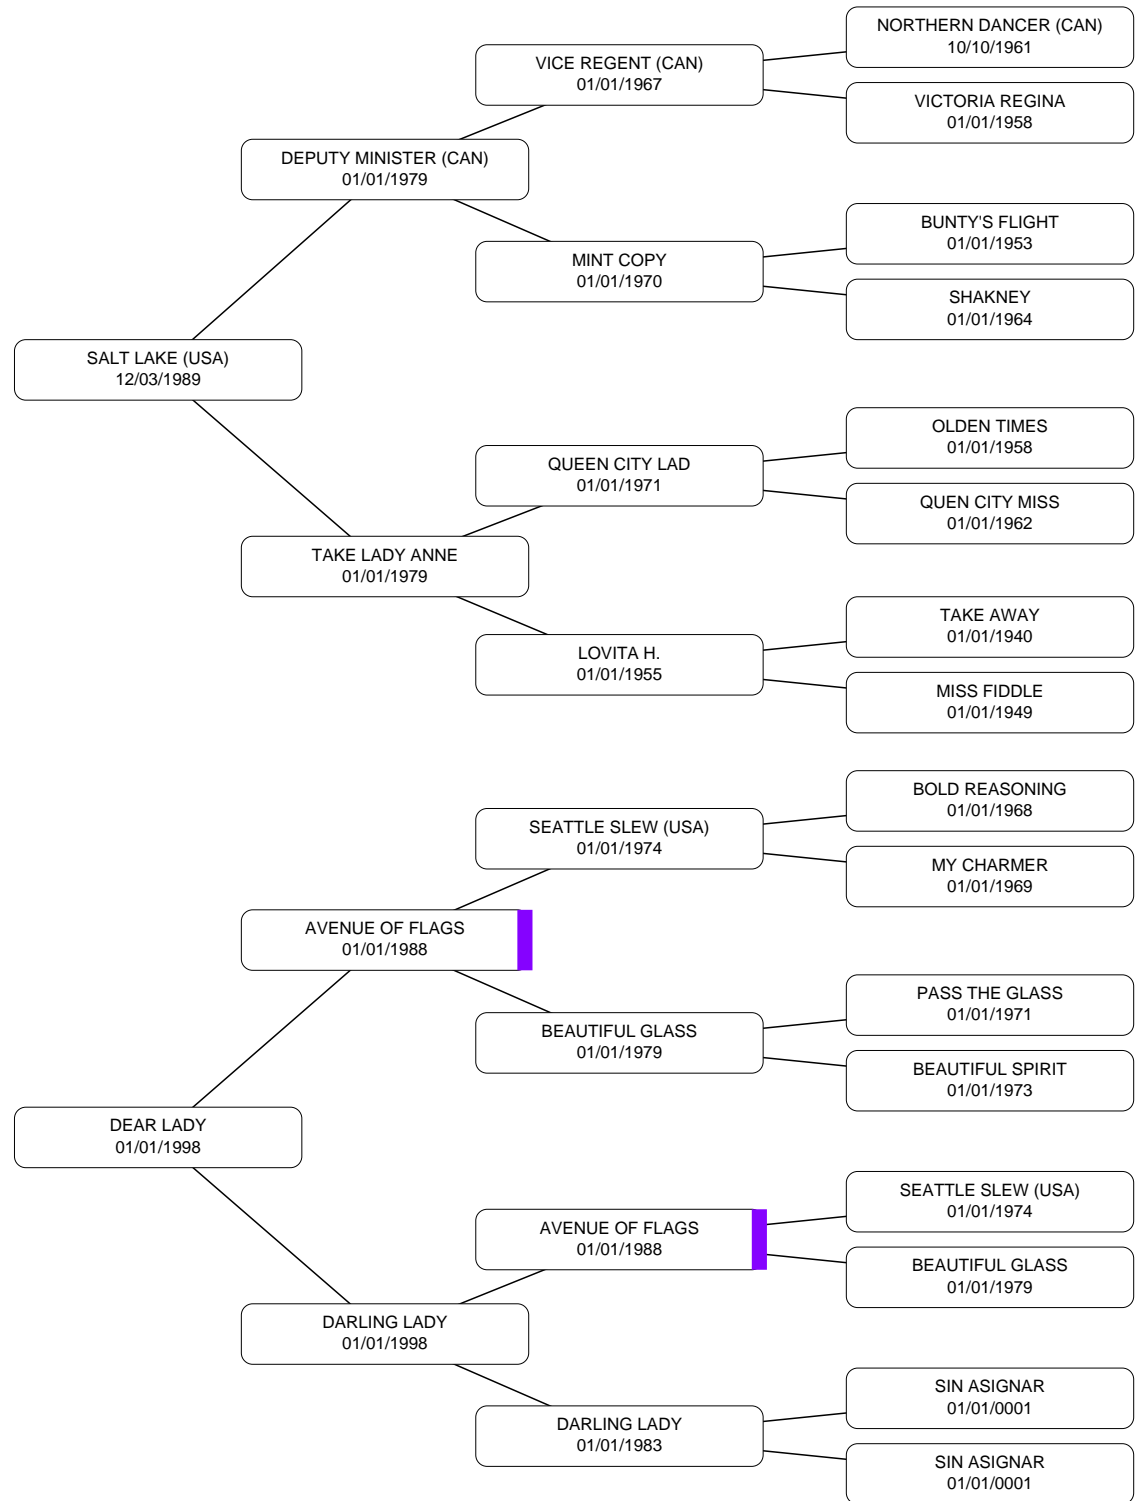 NORTHERN DANCER (CAN)
10/10/1961
VICE REGENT (CAN)
01/01/1967
VICTORIA REGINA
01/01/1958
DEPUTY MINISTER (CAN)
01/01/1979
BUNTY'S FLIGHT
01/01/1953
MINT COPY
01/01/1970
SHAKNEY
01/01/1964
SALT LAKE (USA)
12/03/1989
OLDEN TIMES
01/01/1958
QUEEN CITY LAD
01/01/1971
QUEN CITY MISS
01/01/1962
TAKE LADY ANNE
01/01/1979
TAKE AWAY
01/01/1940
LOVITA H.
01/01/1955
MISS FIDDLE
01/01/1949
BOLD REASONING
01/01/1968
SEATTLE SLEW (USA)
01/01/1974
MY CHARMER
01/01/1969
AVENUE OF FLAGS
01/01/1988
PASS THE GLASS
01/01/1971
BEAUTIFUL GLASS
01/01/1979
BEAUTIFUL SPIRIT
01/01/1973
DEAR LADY
01/01/1998
SEATTLE SLEW (USA)
01/01/1974
AVENUE OF FLAGS
01/01/1988
BEAUTIFUL GLASS
01/01/1979
DARLING LADY
01/01/1998
SIN ASIGNAR
01/01/0001
DARLING LADY
01/01/1983
SIN ASIGNAR
01/01/0001